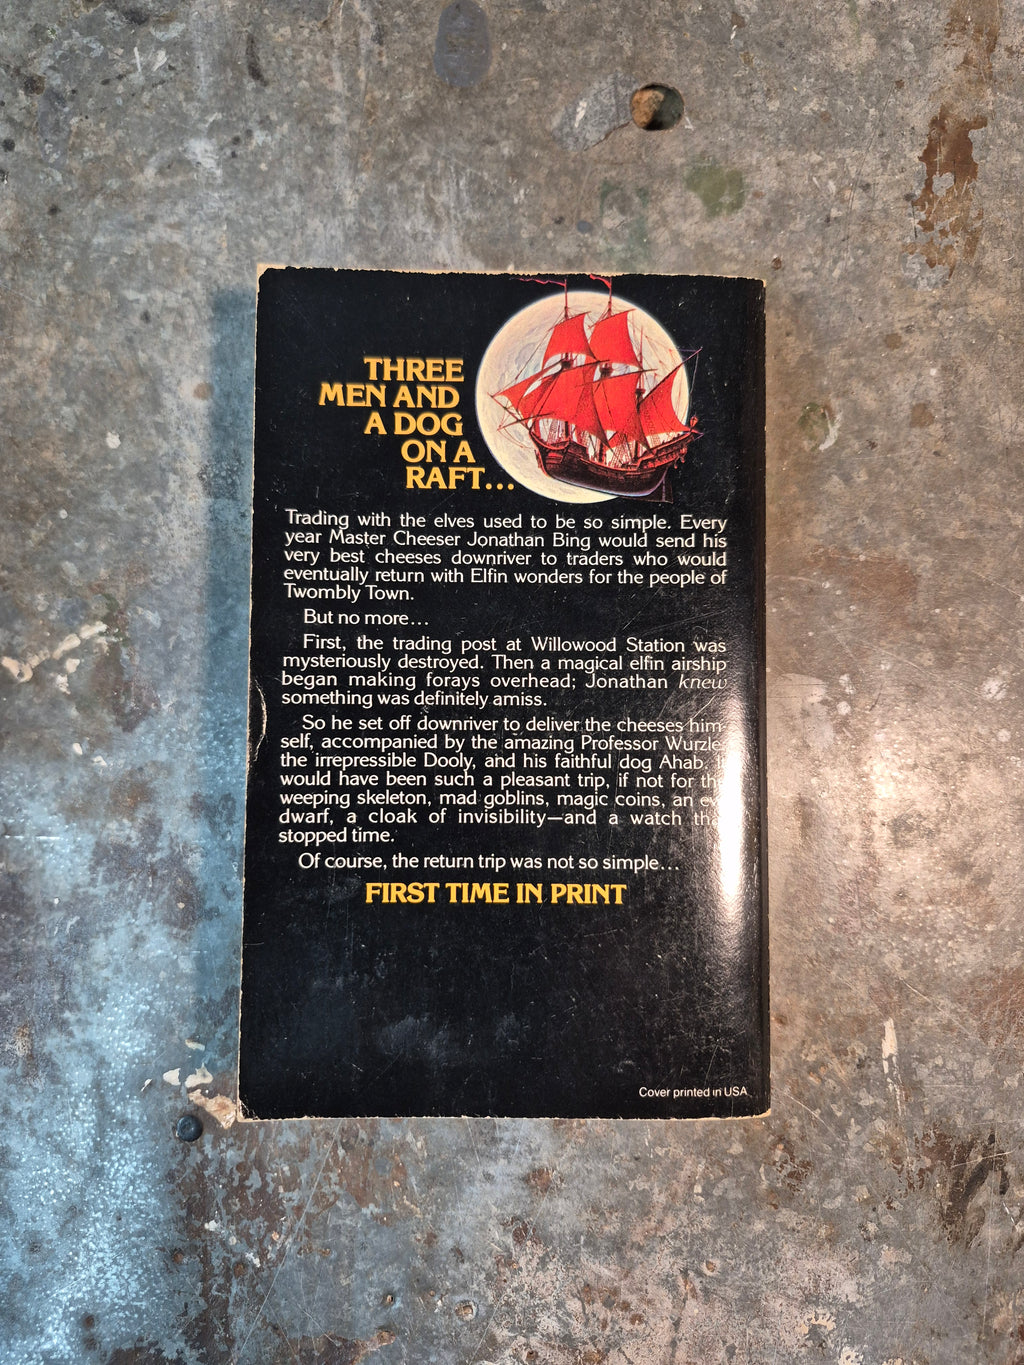 THREE
MEN AND
A DOG
ON A
RAFT...
Trading with the elves used to be so simple. Every
year Master Cheeser Jonathan Bing would send his
very best cheeses downriver to traders who would
eventually return with Elfin wonders for the people of
Twombly Town.
But no more...
First, the trading post at Willowood Station was
mysteriously destroyed. Then a magical elfin airship
began making forays overhead; Jonathan knew
something was definitely amiss.
So he set off downriver to deliver the cheeses him-
self, accompanied by the amazing Professor Wurzle,
the irrepressible Dooly, and his faithful dog Ahab. It
would have been such a pleasant trip, if not for the
weeping skeleton, mad goblins, magic coins, an evil
dwarf, a cloak of invisibility—and a watch that
stopped time.
Of course, the return trip was not so simple...
FIRST TIME IN PRINT
Cover printed in USA